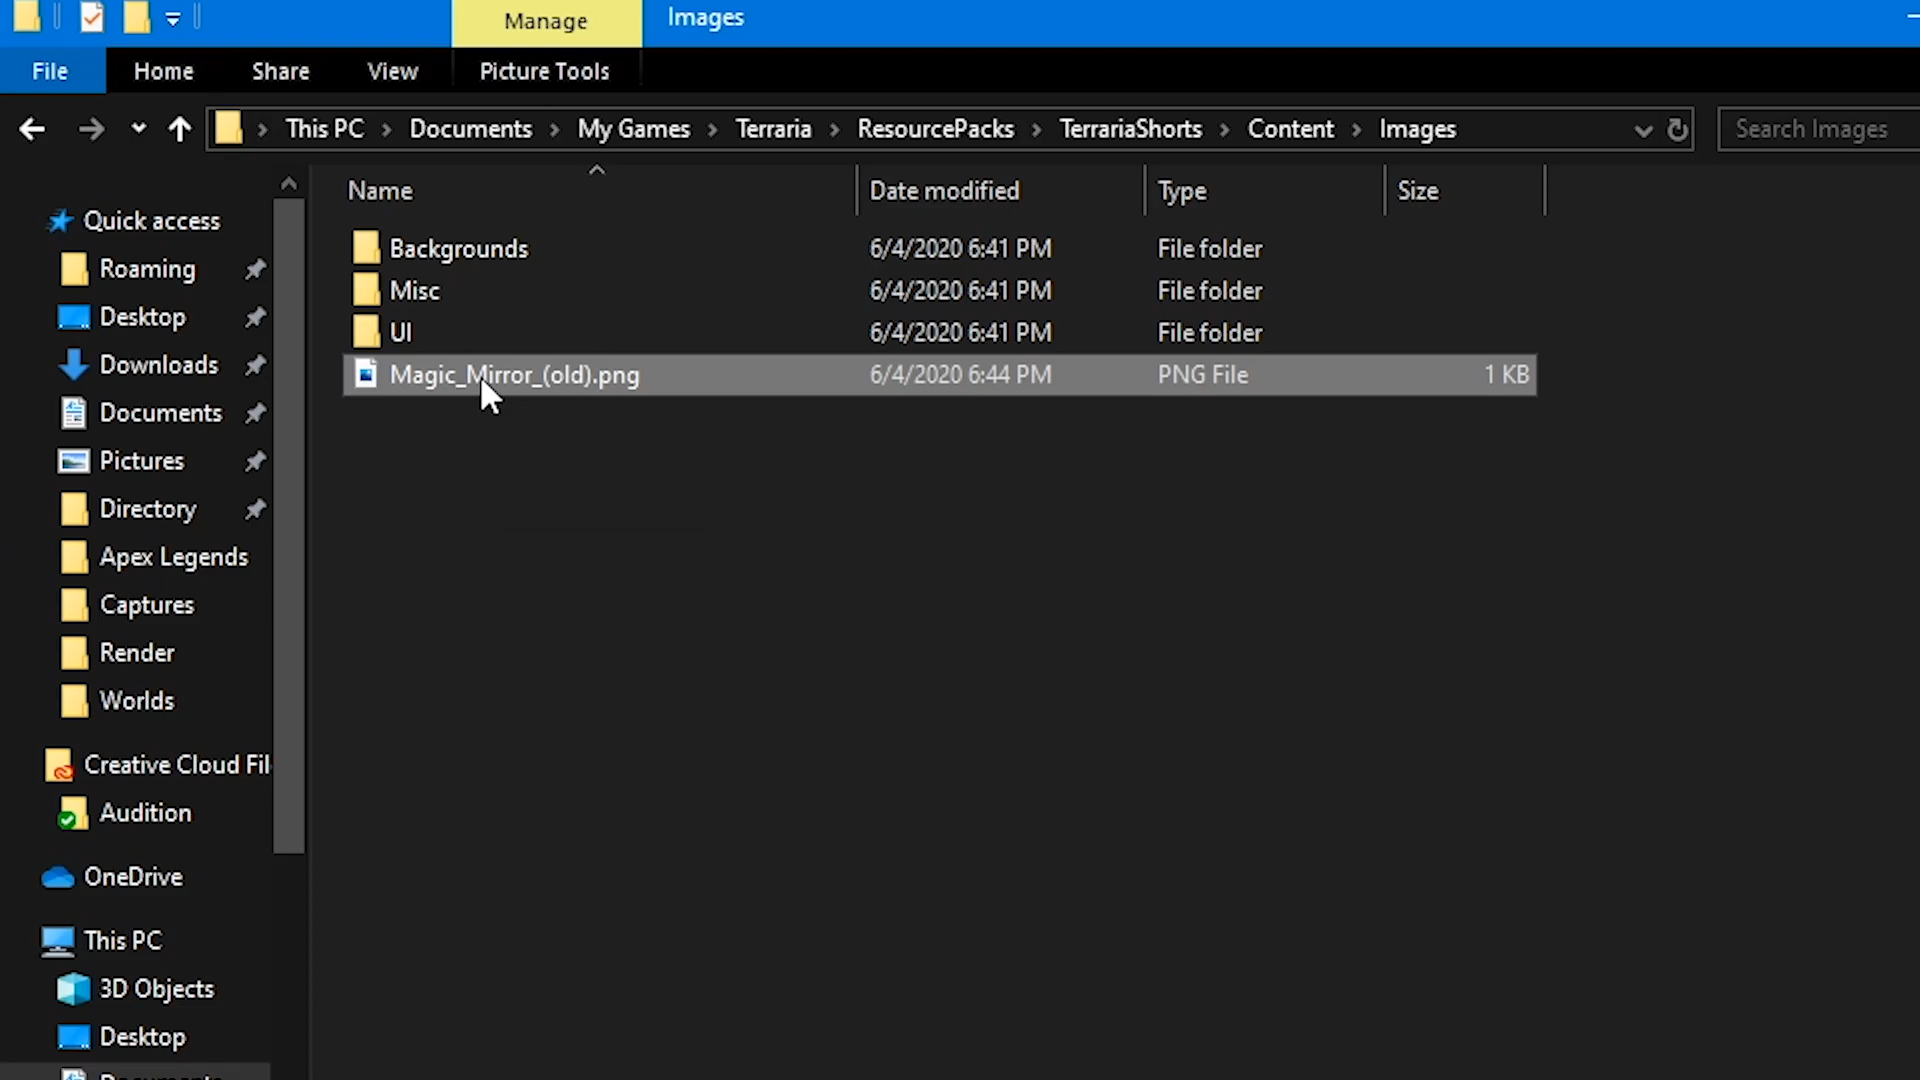 Manage
Images
File
Home
Share
View
Picture Tools
This PC
Documents
My Games
Terraria
ResourcePacks
TerrariaShorts
Content
Images
Search Images
Name
Date modified
Type
Size
Backgrounds 6/4/2020 6:41 PM File folder
Misc 6/4/2020 6:41 PM File folder
UI 6/4/2020 6:41 PM File folder
Magic_Mirror_(old).png 6/4/2020 6:44 PM PNG File 1 KB
Quick access
Roaming
Desktop
Downloads
Documents
Pictures
Directory
Apex Legends
Captures
Render
Worlds
Creative Cloud Fil
Audition
OneDrive
This PC
3D Objects
Desktop